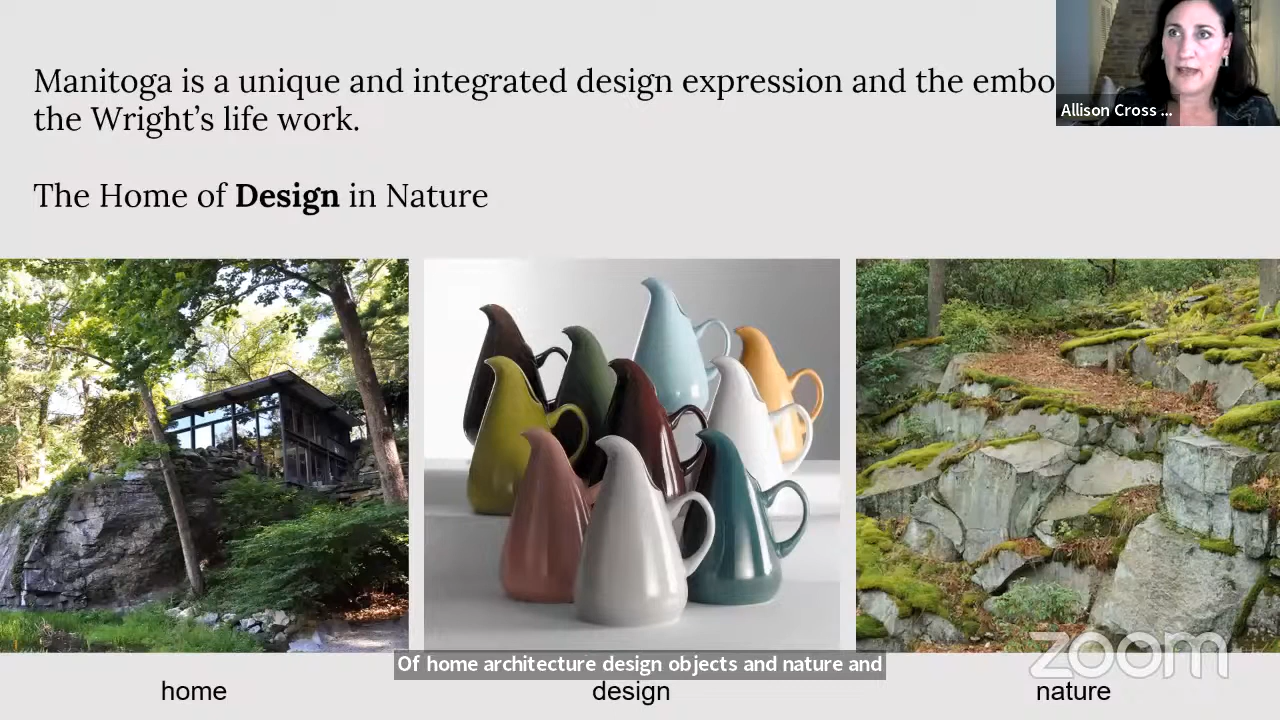 Manitoga is a unique and integrated design expression and the embo
the Wright's life work.
The Home of Design in Nature
Allison Cross ...
zoom
Of home architecture design objects and nature and
home
design
nature